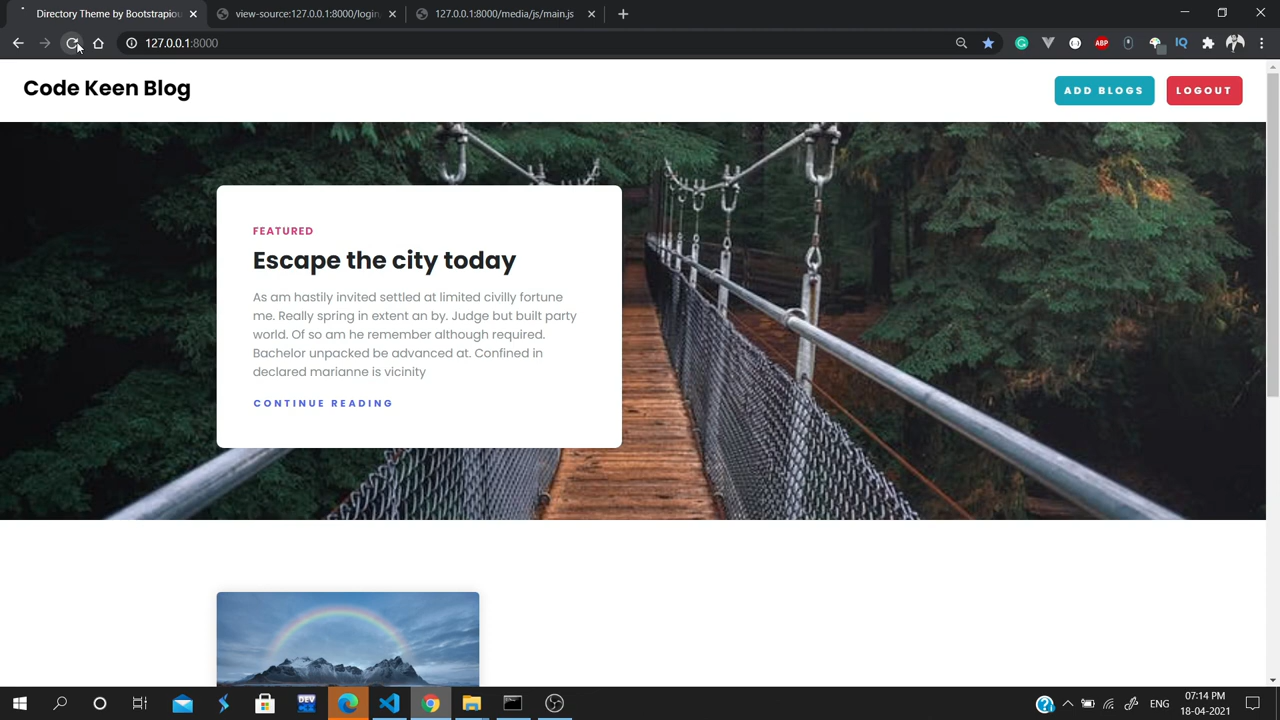 Directory Theme by Bootstrapiou
view-source:127.0.0.1:8000/login
127.0.0.1:8000/media/js/main.js
127.0.0.1:8000
ABP
IQ
Code Keen Blog
ADD BLOGS
LOGOUT
FEATURED
Escape the city today
As am hastily invited settled at limited civilly fortune
me. Really spring in extent an by. Judge but built party
world. Of so am he remember although required.
Bachelor unpacked be advanced at. Confined in
declared marianne is vicinity
CONTINUE READING
DEV
ENG
07:14 PM
18-04-2021